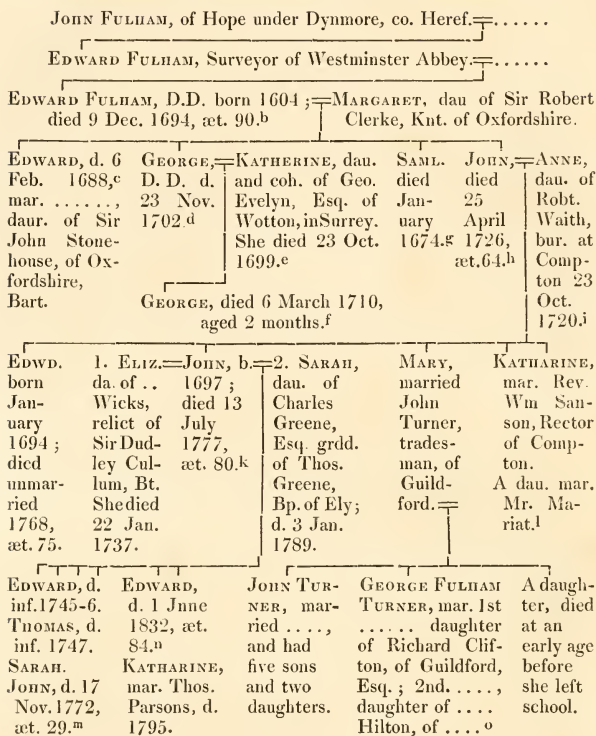 JOHN FULHAM, of Hope under Dynmore, co. Heref.=......
EDWARD FULHAM, Surveyor of Westminster Abbey.=......
EDWARD FULHAM, D.D. born 1604;
died 9 Dec. 1694, æt. 90.b
=MARGARET, dau of Sir Robert
Clerke, Knt. of Oxfordshire.
EDWARD, d. 6
Feb. 1688,c
mar. ......,
daur. of Sir
John Stone-
house, of Ox-
fordshire,
Bart.
GEORGE,=
D. D. d.
23 Nov.
1702.d
KATHERINE, dau.
and coh. of Geo.
Evelyn, Esq. of
Wotton, in Surrey.
She died 23 Oct.
1699.e
SAML.
died
Jan-
uary
1674.g
JOHN,=
died
25
April
1726,
æt.64.h
ANNE,
dau. of
Robt.
Waith,
bur. at
Comp-
ton 23
Oct.
1720.i
GEORGE, died 6 March 1710,
aged 2 months.f
EDWD.
born
Jan-
uary
1694;
died
unmar-
ried
1768,
æt.75.
1. ELIZ.=
da. of ..
Wicks,
relict of
Sir Dud-
ley Cul-
lum, Bt.
She died
22 Jan.
1737.
JOHN, b.=
1697;
died 13
July
1777,
æt. 80.k
2. SARAH,
dau. of
Charles
Greene,
Esq. grdd.
of Thos.
Greene,
Bp. of Ely;
d. 3 Jan.
1789.
MARY,
married
John
Turner,
trades-
man, of
Guild-
ford.=
KATHARINE,
mar. Rev.
Wm San-
son, Rector
of Comp-
ton.
A dau. mar.
Mr. Ma-
riat.l
EDWARD, d.
inf. 1745-6.
THOMAS, d.
inf. 1747.
SARAH.
JOHN, d. 17
Nov. 1772,
æt. 29.m
EDWARD,
d. 1 June
1832, æt.
84.n
KATHARINE,
mar. Thos.
Parsons, d.
1795.
JOHN TUR-
NER, mar-
ried ....,
and had
five sons
and two
daughters.
GEORGE FULHAM
TURNER, mar. 1st
...... daughter
of Richard Clif-
ton, of Guildford,
Esq.; 2nd. ....,
daughter of ....
Hilton, of ....o
A daugh-
ter, died
at an
early age
before
she left
school.